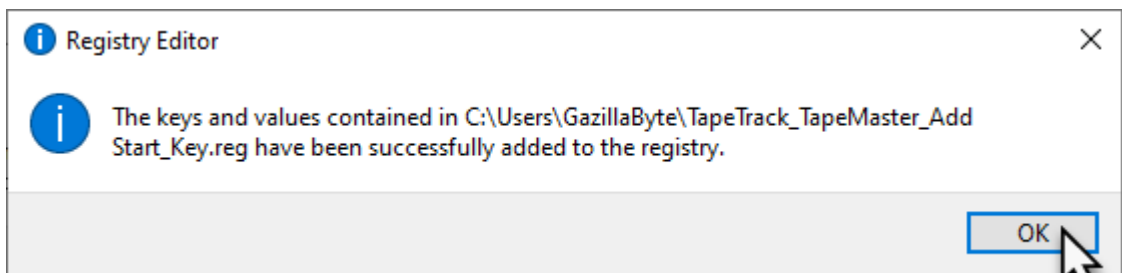 Registry Editor
The keys and values contained in C:\Users\GazillaByte\TapeTrack_TapeMaster_Add
Start_Key.reg have been successfully added to the registry.
OK